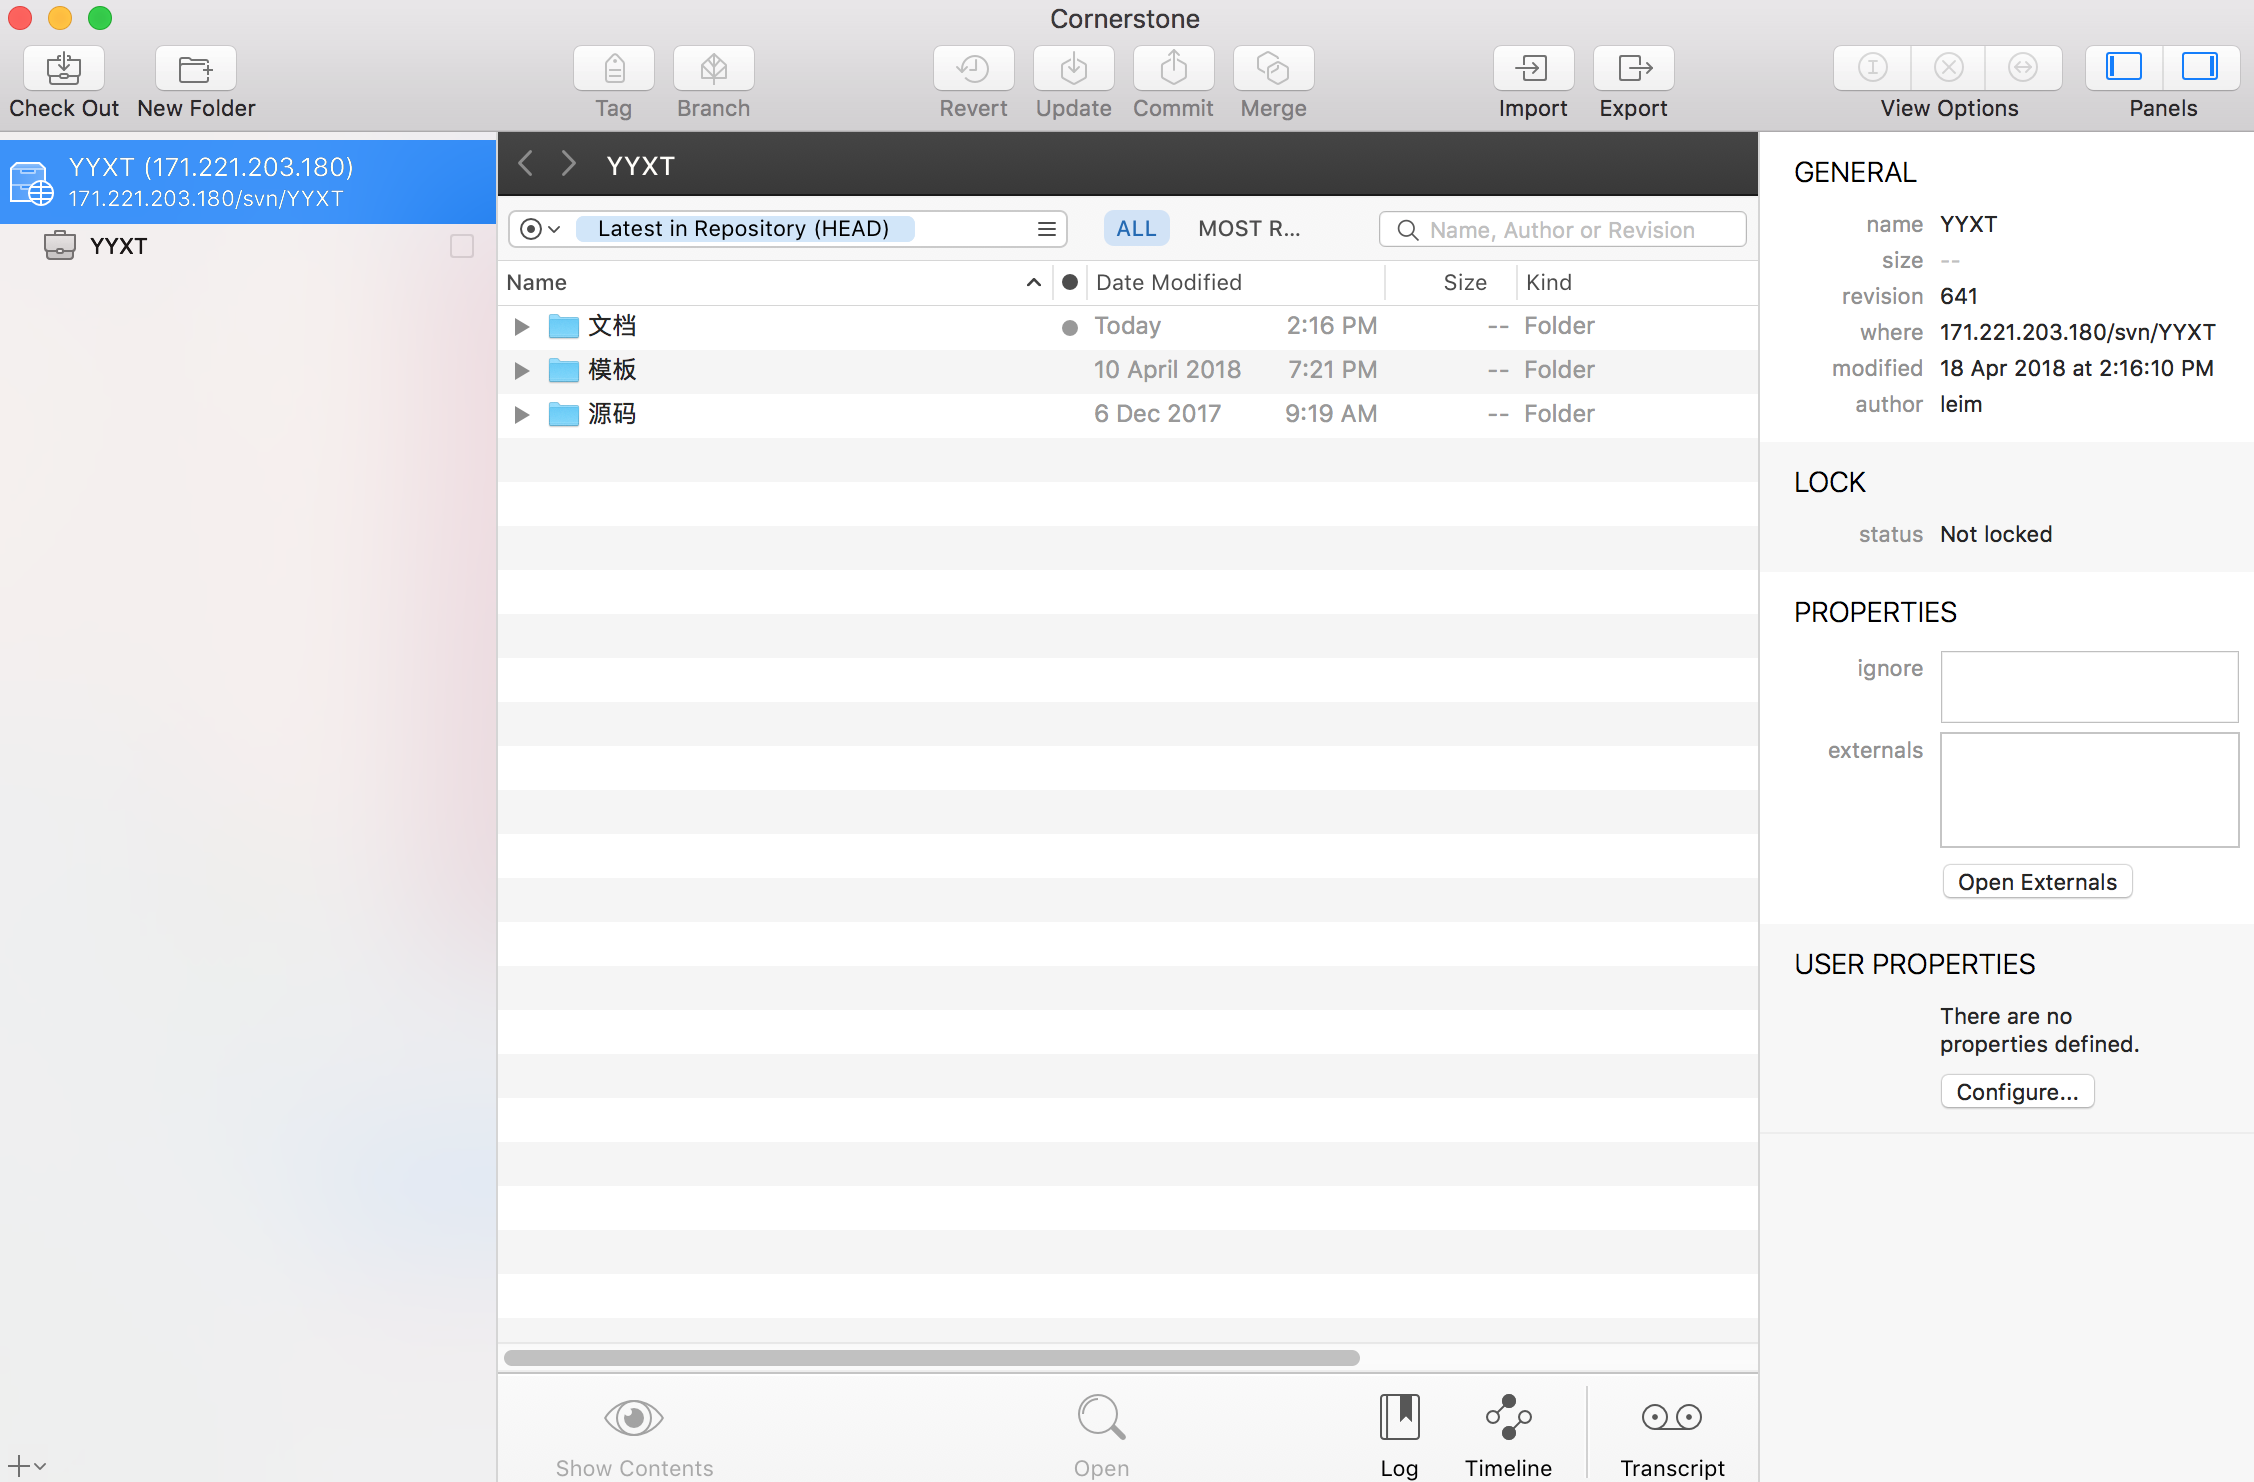 Cornerstone
Check Out New Folder Tag Branch Revert Update Commit Merge Import Export View Options Panels
YYXT (171.221.203.180)
171.221.203.180/svn/YYXT
YYXT
YYXT
Latest in Repository (HEAD) ALL MOST R... Name, Author or Revision
Name Date Modified Size Kind
文档 Today 2:16 PM -- Folder
模板 10 April 2018 7:21 PM -- Folder
源码 6 Dec 2017 9:19 AM -- Folder
Show Contents Open Log Timeline Transcript
GENERAL
name YYXT
size --
revision 641
where 171.221.203.180/svn/YYXT
modified 18 Apr 2018 at 2:16:10 PM
author leim
LOCK
status Not locked
PROPERTIES
ignore
externals
Open Externals
USER PROPERTIES
There are no
properties defined.
Configure...